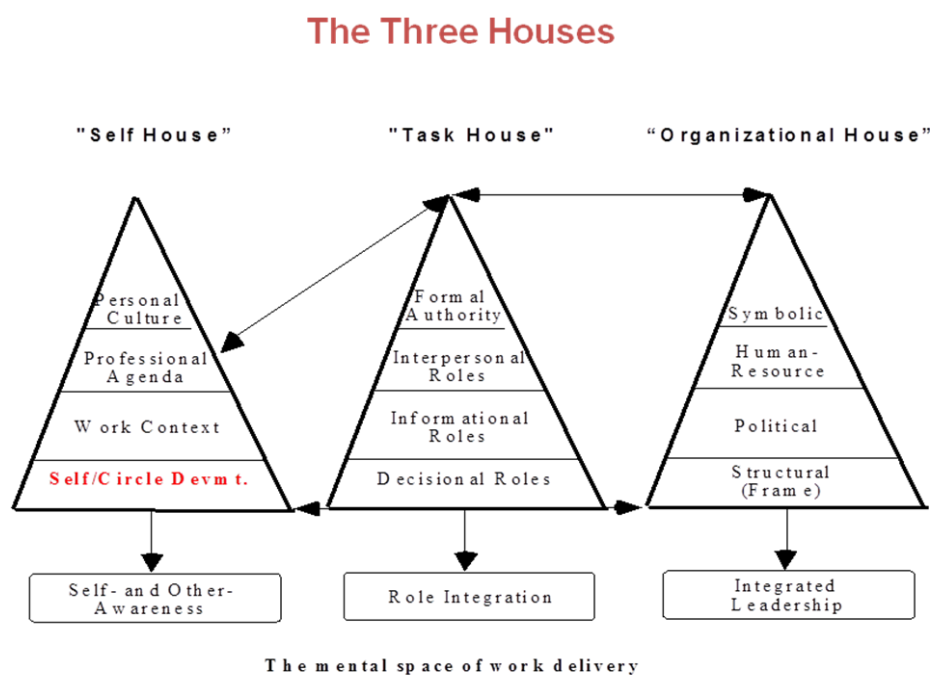 The Three Houses
"Self House”
"Task House"
“Organizational House”
Personal
Culture
Professional
Agenda
Work Context
Self/Circle Devmt.
Formal
Authority
Interpersonal
Roles
Informational
Roles
Decisional Roles
Symbolic
Human-
Resource
Political
Structural
(Frame)
Self- and Other-
Awareness
Role Integration
Integrated
Leadership
The mental space of work delivery